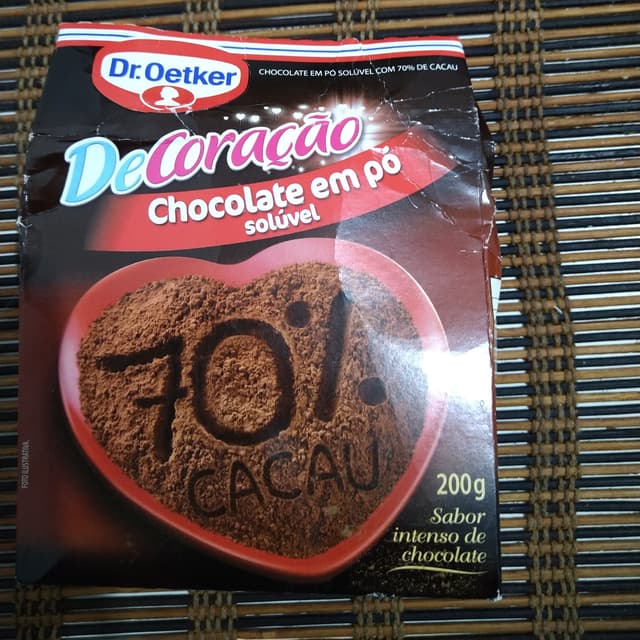 Dr.Oetker
CHOCOLATE EM PÓ SOLÚVEL COM 70% DE CACAU
DeCoração
Chocolate em pó
solúvel
70%
CACAU
200g
Sabor
intenso de
chocolate
FOTO ILUSTRATIVA